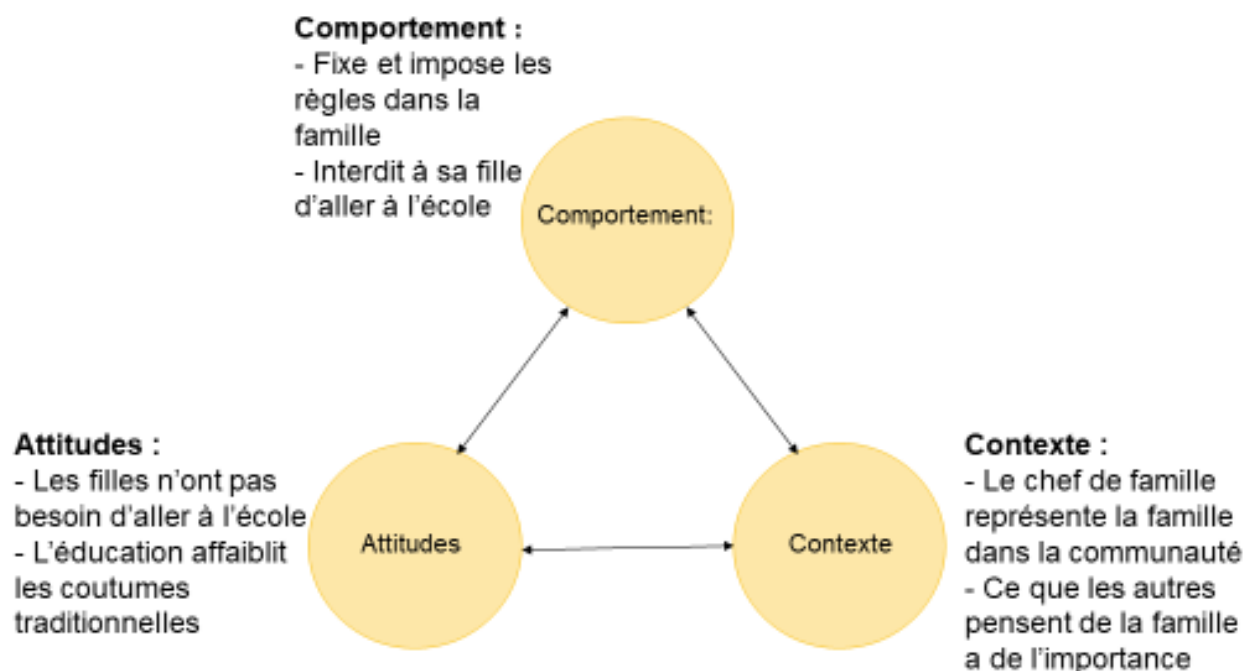 Comportement :
- Fixe et impose les
règles dans la
famille
- Interdit à sa fille
d'aller à l'école
Comportement:
Attitudes :
- Les filles n'ont pas
besoin d'aller à l'école
- L'éducation affaiblit
les coutumes
traditionnelles
Attitudes
Contexte
Contexte :
- Le chef de famille
représente la famille
dans la communauté
- Ce que les autres
pensent de la famille
a de l'importance